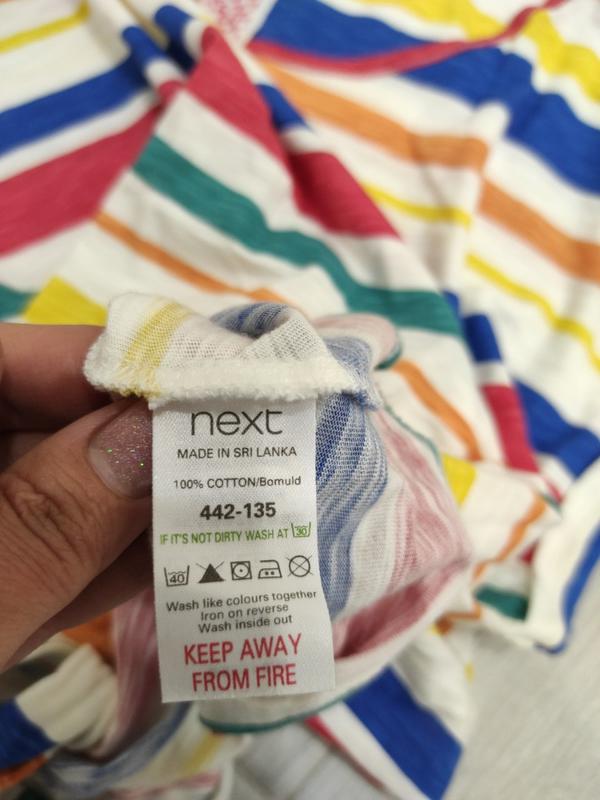 next
MADE IN SRI LANKA
100% COTTON/Bomuld
442-135
IF IT'S NOT DIRTY WASH AT 30
40
Wash like colours together
Iron on reverse
Wash inside out
KEEP AWAY
FROM FIRE